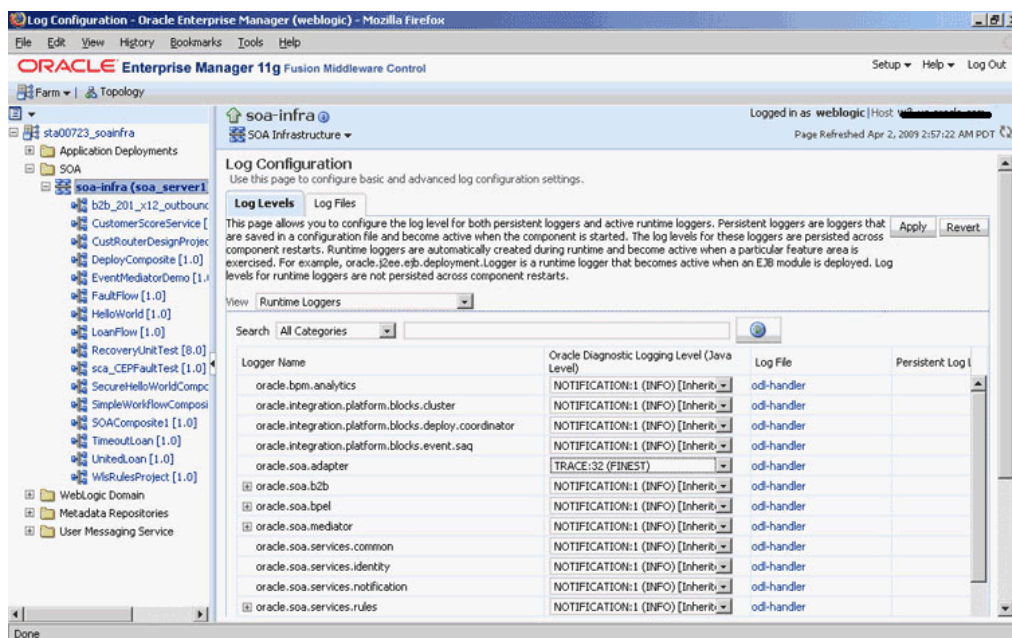 Log Configuration - Oracle Enterprise Manager (weblogic) - Mozilla Firefox
File Edit View History Bookmarks Tools Help
ORACLE Enterprise Manager 11g Fusion Middleware Control
Setup Help Log Out
Farm Topology
soa-infra
Logged in as weblogic | Host
SOA Infrastructure
Page Refreshed Apr 2, 2009 2:57:22 AM PDT
sta00723_soainfra
Application Deployments
SOA
soa-infra (soa_server1
b2b_201_x12_outbound
CustomerScoreService [
CustRouterDesignProjec
DeployComposite [1.0]
EventMediatorDemo [1.
FaultFlow [1.0]
HelloWorld [1.0]
LoanFlow [1.0]
RecoveryUnitTest [8.0]
sca_CEPFaultTest [1.0]
SecureHelloWorldCompo
SimpleWorkflowComposi
SOAComposite1 [1.0]
TimeoutLoan [1.0]
UnitedLoan [1.0]
WlsRulesProject [1.0]
WebLogic Domain
Metadata Repositories
User Messaging Service
Log Configuration
Use this page to configure basic and advanced log configuration settings.
Log Levels Log Files
This page allows you to configure the log level for both persistent loggers and active runtime loggers. Persistent loggers are loggers that
are saved in a configuration file and become active when the component is started. The log levels for these loggers are persisted across
component restarts. Runtime loggers are automatically created during runtime and become active when a particular feature area is
exercised. For example, oracle.j2ee.ejb.deployment.Logger is a runtime logger that becomes active when an EJB module is deployed. Log
levels for runtime loggers are not persisted across component restarts.
Apply Revert
View Runtime Loggers
Search All Categories
Logger Name Oracle Diagnostic Logging Level (Java Level) Log File Persistent Log L
oracle.bpm.analytics NOTIFICATION:1 (INFO) [Inherit odl-handler
oracle.integration.platform.blocks.cluster NOTIFICATION:1 (INFO) [Inherit odl-handler
oracle.integration.platform.blocks.deploy.coordinator NOTIFICATION:1 (INFO) [Inherit odl-handler
oracle.integration.platform.blocks.event.saq NOTIFICATION:1 (INFO) [Inherit odl-handler
oracle.soa.adapter TRACE:32 (FINEST) odl-handler
oracle.soa.b2b NOTIFICATION:1 (INFO) [Inherit odl-handler
oracle.soa.bpel NOTIFICATION:1 (INFO) [Inherit odl-handler
oracle.soa.mediator NOTIFICATION:1 (INFO) [Inherit odl-handler
oracle.soa.services.common NOTIFICATION:1 (INFO) [Inherit odl-handler
oracle.soa.services.identity NOTIFICATION:1 (INFO) [Inherit odl-handler
oracle.soa.services.notification NOTIFICATION:1 (INFO) [Inherit odl-handler
oracle.soa.services.rules NOTIFICATION:1 (INFO) [Inherit odl-handler
Done